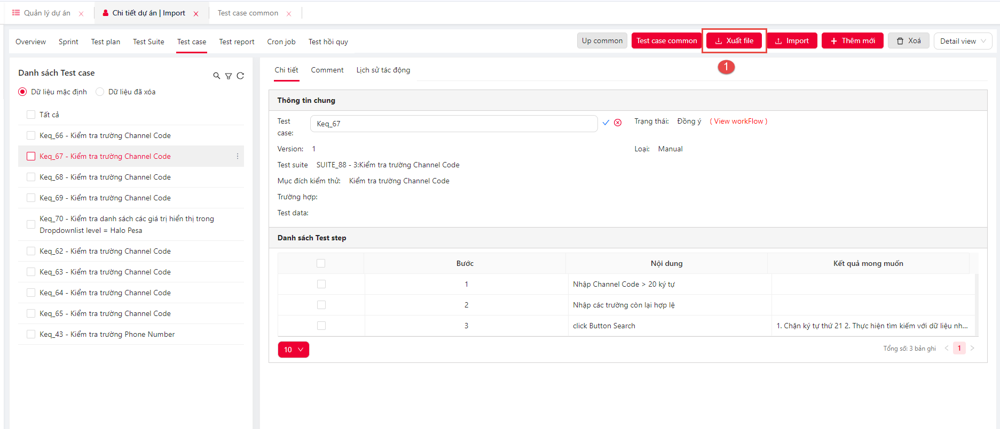 Quản lý dự án
Chi tiết dự án | Import
Test case common
Overview
Sprint
Test plan
Test Suite
Test case
Test report
Cron job
Test hồi quy
Up common
Test case common
Xuất file
Import
Thêm mới
Xoá
Detail view
1
Danh sách Test case
Dữ liệu mặc định
Dữ liệu đã xóa
Tất cả
Keq_66 - Kiểm tra trường Channel Code
Keq_67 - Kiểm tra trường Channel Code
Keq_68 - Kiểm tra trường Channel Code
Keq_69 - Kiểm tra trường Channel Code
Keq_70 - Kiểm tra danh sách các giá trị hiển thị trong
Dropdownlist level = Halo Pesa
Keq_62 - Kiểm tra trường Channel Code
Keq_63 - Kiểm tra trường Channel Code
Keq_64 - Kiểm tra trường Channel Code
Keq_65 - Kiểm tra trường Channel Code
Keq_43 - Kiểm tra trường Phone Number
Chi tiết
Comment
Lịch sử tác động
Thông tin chung
Test
case:
Keq_67
Trạng thái: Đồng ý ( View workFlow )
Version: 1
Loại: Manual
Test suite SUITE_88 - 3:Kiểm tra trường Channel Code
Mục đích kiểm thử: Kiểm tra trường Channel Code
Trường hợp:
Test data:
Danh sách Test step
Bước
Nội dung
Kết quả mong muốn
1
Nhập Channel Code > 20 ký tự
2
Nhập các trường còn lại hợp lệ
3
click Button Search
1. Chặn ký tự thứ 21 2. Thực hiện tìm kiếm với dữ liệu nh...
10
Tổng số: 3 bản ghi
< 1 >